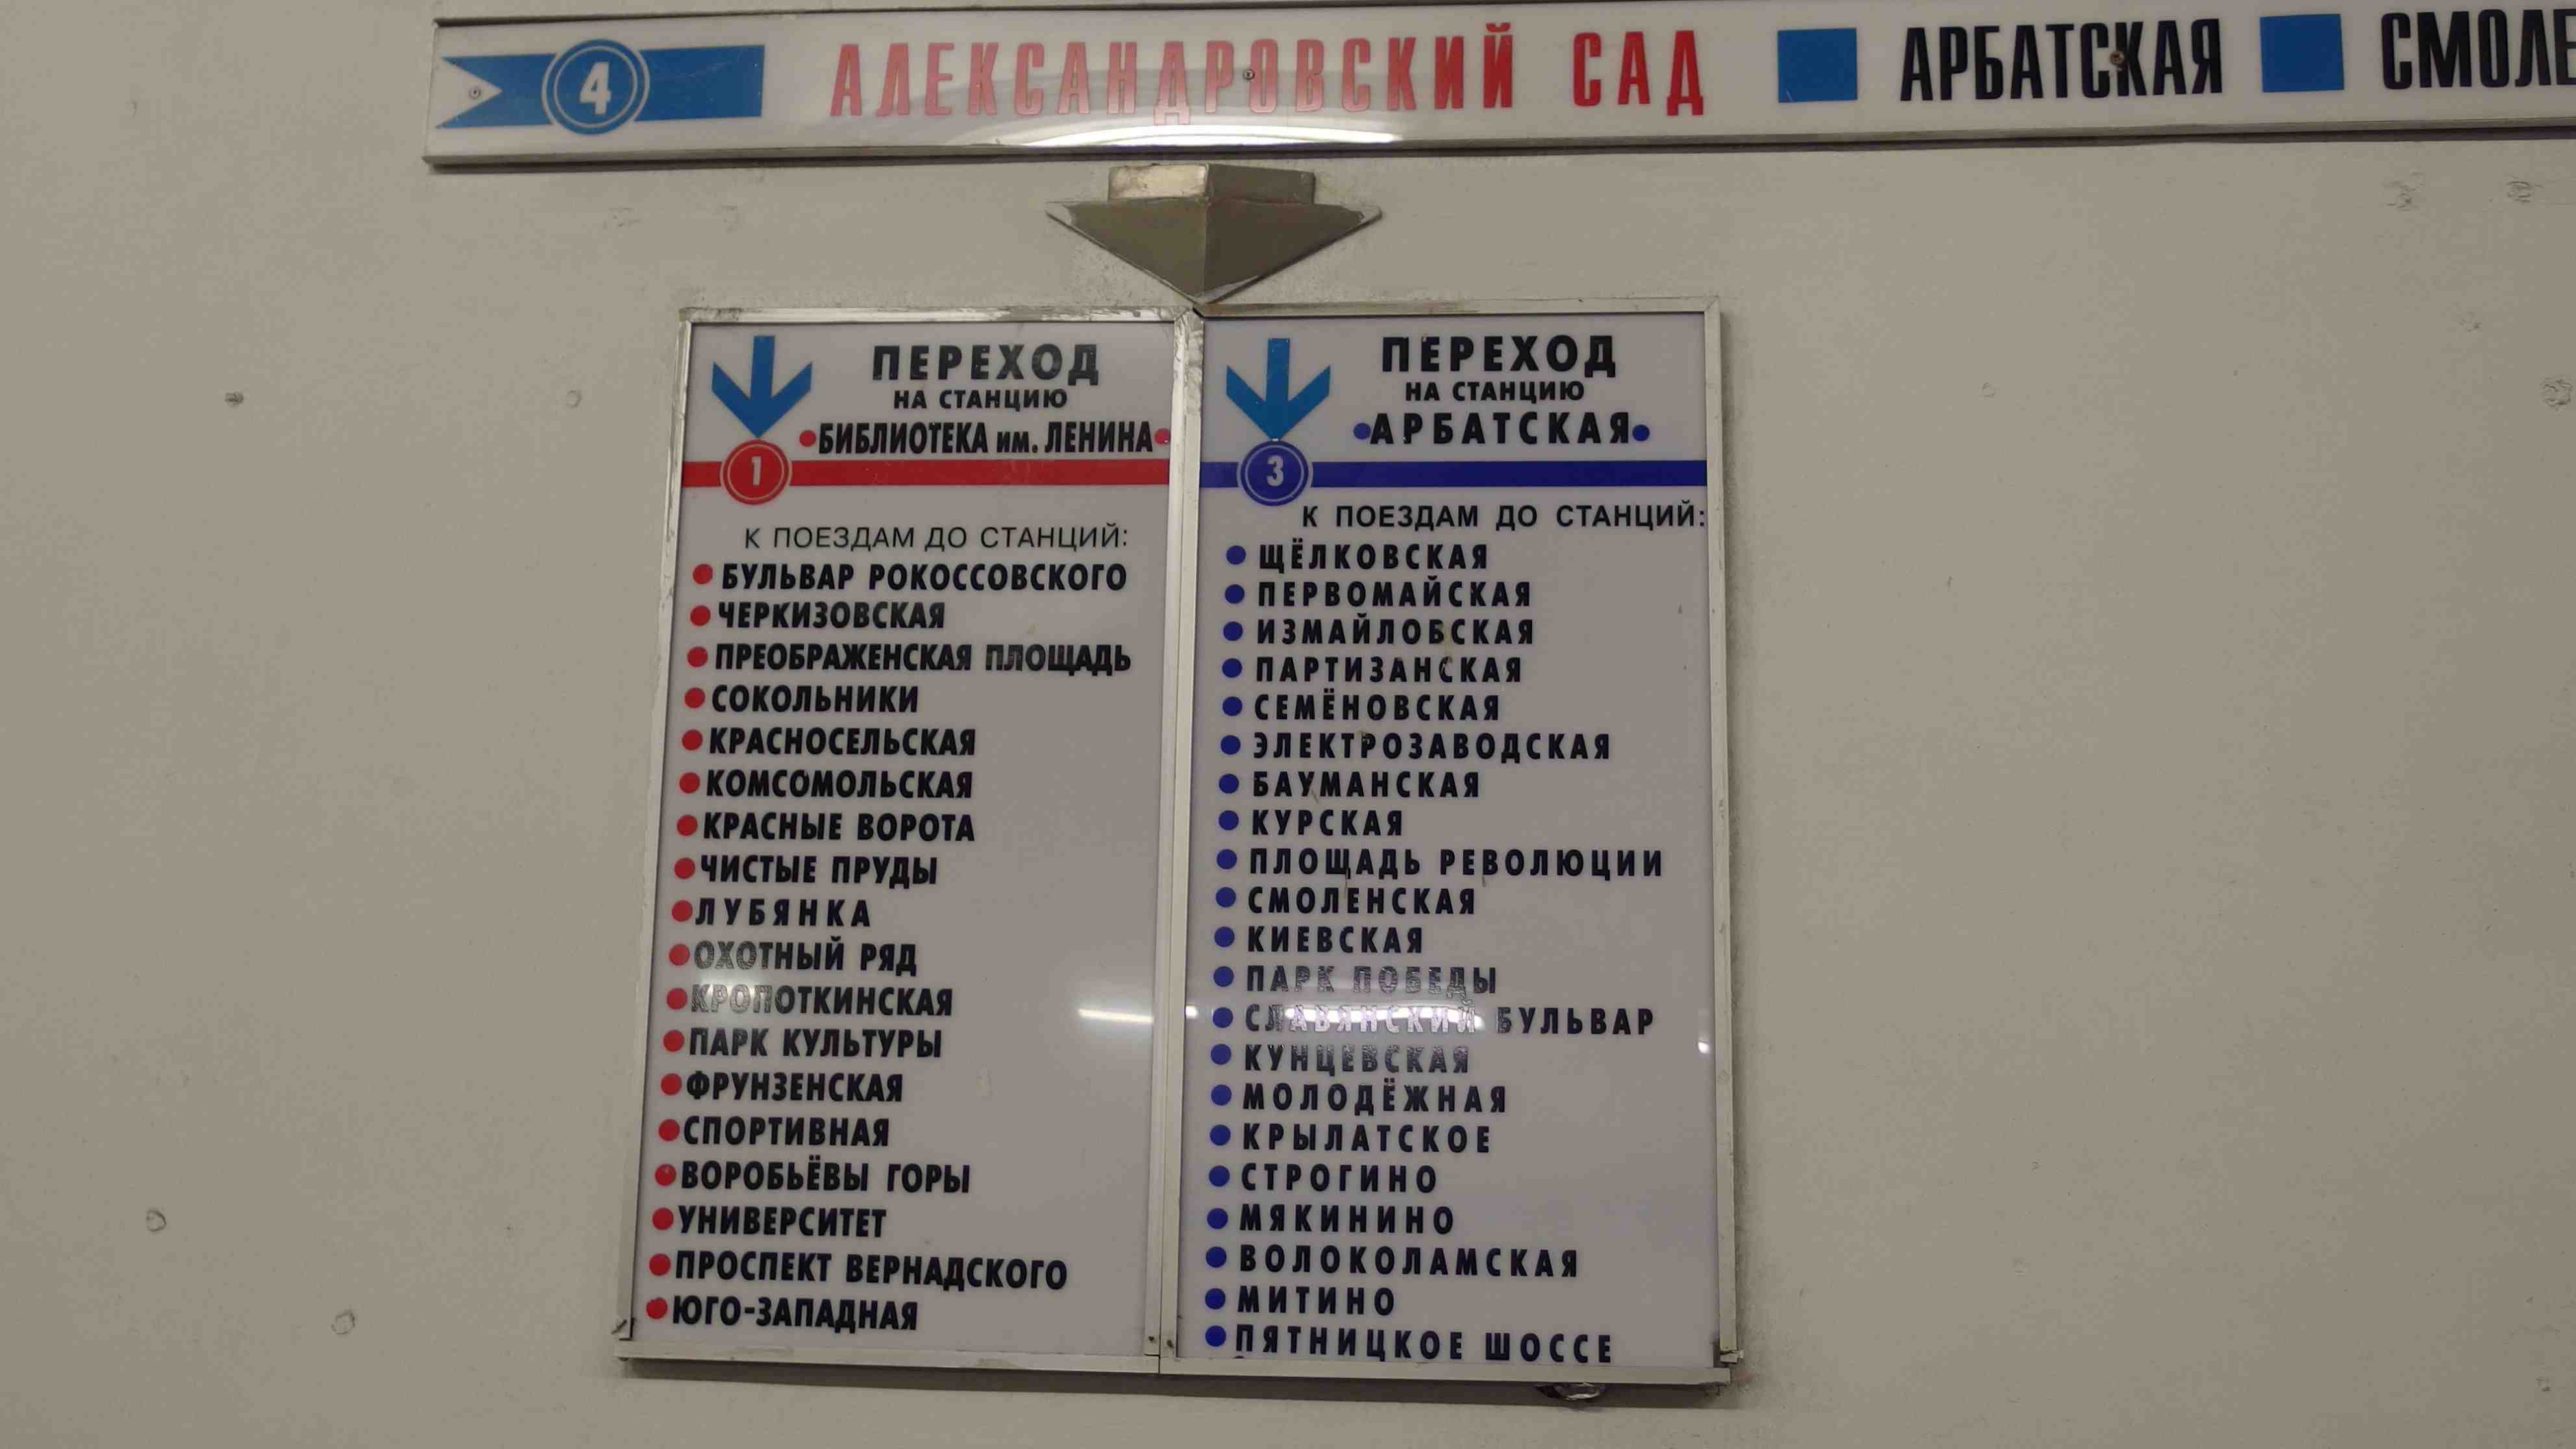 4 АЛЕКСАНДРОВСКИЙ САД АРБАТСКАЯ СМОЛЕ
ПЕРЕХОД
НА СТАНЦИЮ
БИБЛИОТЕКА им. ЛЕНИНА
1
К ПОЕЗДАМ ДО СТАНЦИЙ:
БУЛЬВАР РОКОССОВСКОГО
ЧЕРКИЗОВСКАЯ
ПРЕОБРАЖЕНСКАЯ ПЛОЩАДЬ
СОКОЛЬНИКИ
КРАСНОСЕЛЬСКАЯ
КОМСОМОЛЬСКАЯ
КРАСНЫЕ ВОРОТА
ЧИСТЫЕ ПРУДЫ
ЛУБЯНКА
ОХОТНЫЙ РЯД
КРОПОТКИНСКАЯ
ПАРК КУЛЬТУРЫ
ФРУНЗЕНСКАЯ
СПОРТИВНАЯ
ВОРОБЬЁВЫ ГОРЫ
УНИВЕРСИТЕТ
ПРОСПЕКТ ВЕРНАДСКОГО
ЮГО-ЗАПАДНАЯ
ПЕРЕХОД
НА СТАНЦИЮ
АРБАТСКАЯ
3
К ПОЕЗДАМ ДО СТАНЦИЙ:
ЩЁЛКОВСКАЯ
ПЕРВОМАЙСКАЯ
ИЗМАЙЛОВСКАЯ
ПАРТИЗАНСКАЯ
СЕМЁНОВСКАЯ
ЭЛЕКТРОЗАВОДСКАЯ
БАУМАНСКАЯ
КУРСКАЯ
ПЛОЩАДЬ РЕВОЛЮЦИИ
СМОЛЕНСКАЯ
КИЕВСКАЯ
ПАРК ПОБЕДЫ
СЛАВЯНСКИЙ БУЛЬВАР
КУНЦЕВСКАЯ
МОЛОДЁЖНАЯ
КРЫЛАТСКОЕ
СТРОГИНО
МЯКИНИНО
ВОЛОКОЛАМСКАЯ
МИТИНО
ПЯТНИЦКОЕ ШОССЕ